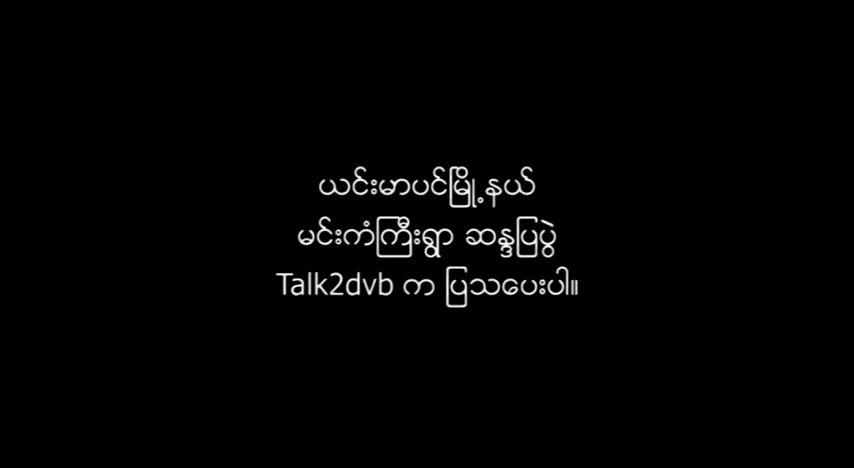 ယင်းမာပင်မြို့နယ်
မင်းကံကြီးရွာ ဆန္ဒပြပွဲ
Talk2dvb က ပြသပေးပါ။